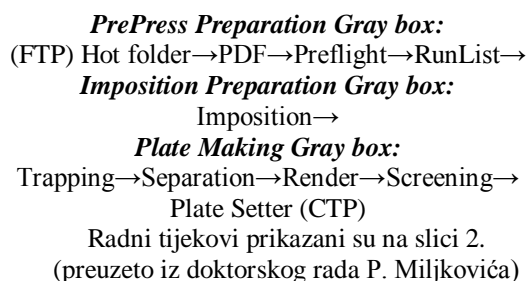 PrePress Preparation Gray box:
(FTP) Hot folder→PDF→Preflight→RunList→
Imposition Preparation Gray box:
Imposition→
Plate Making Gray box:
Trapping→Separation→Render→Screening→
Plate Setter (CTP)
Radni tijekovi prikazani su na slici 2.
(preuzeto iz doktorskog rada P. Miljkovića)